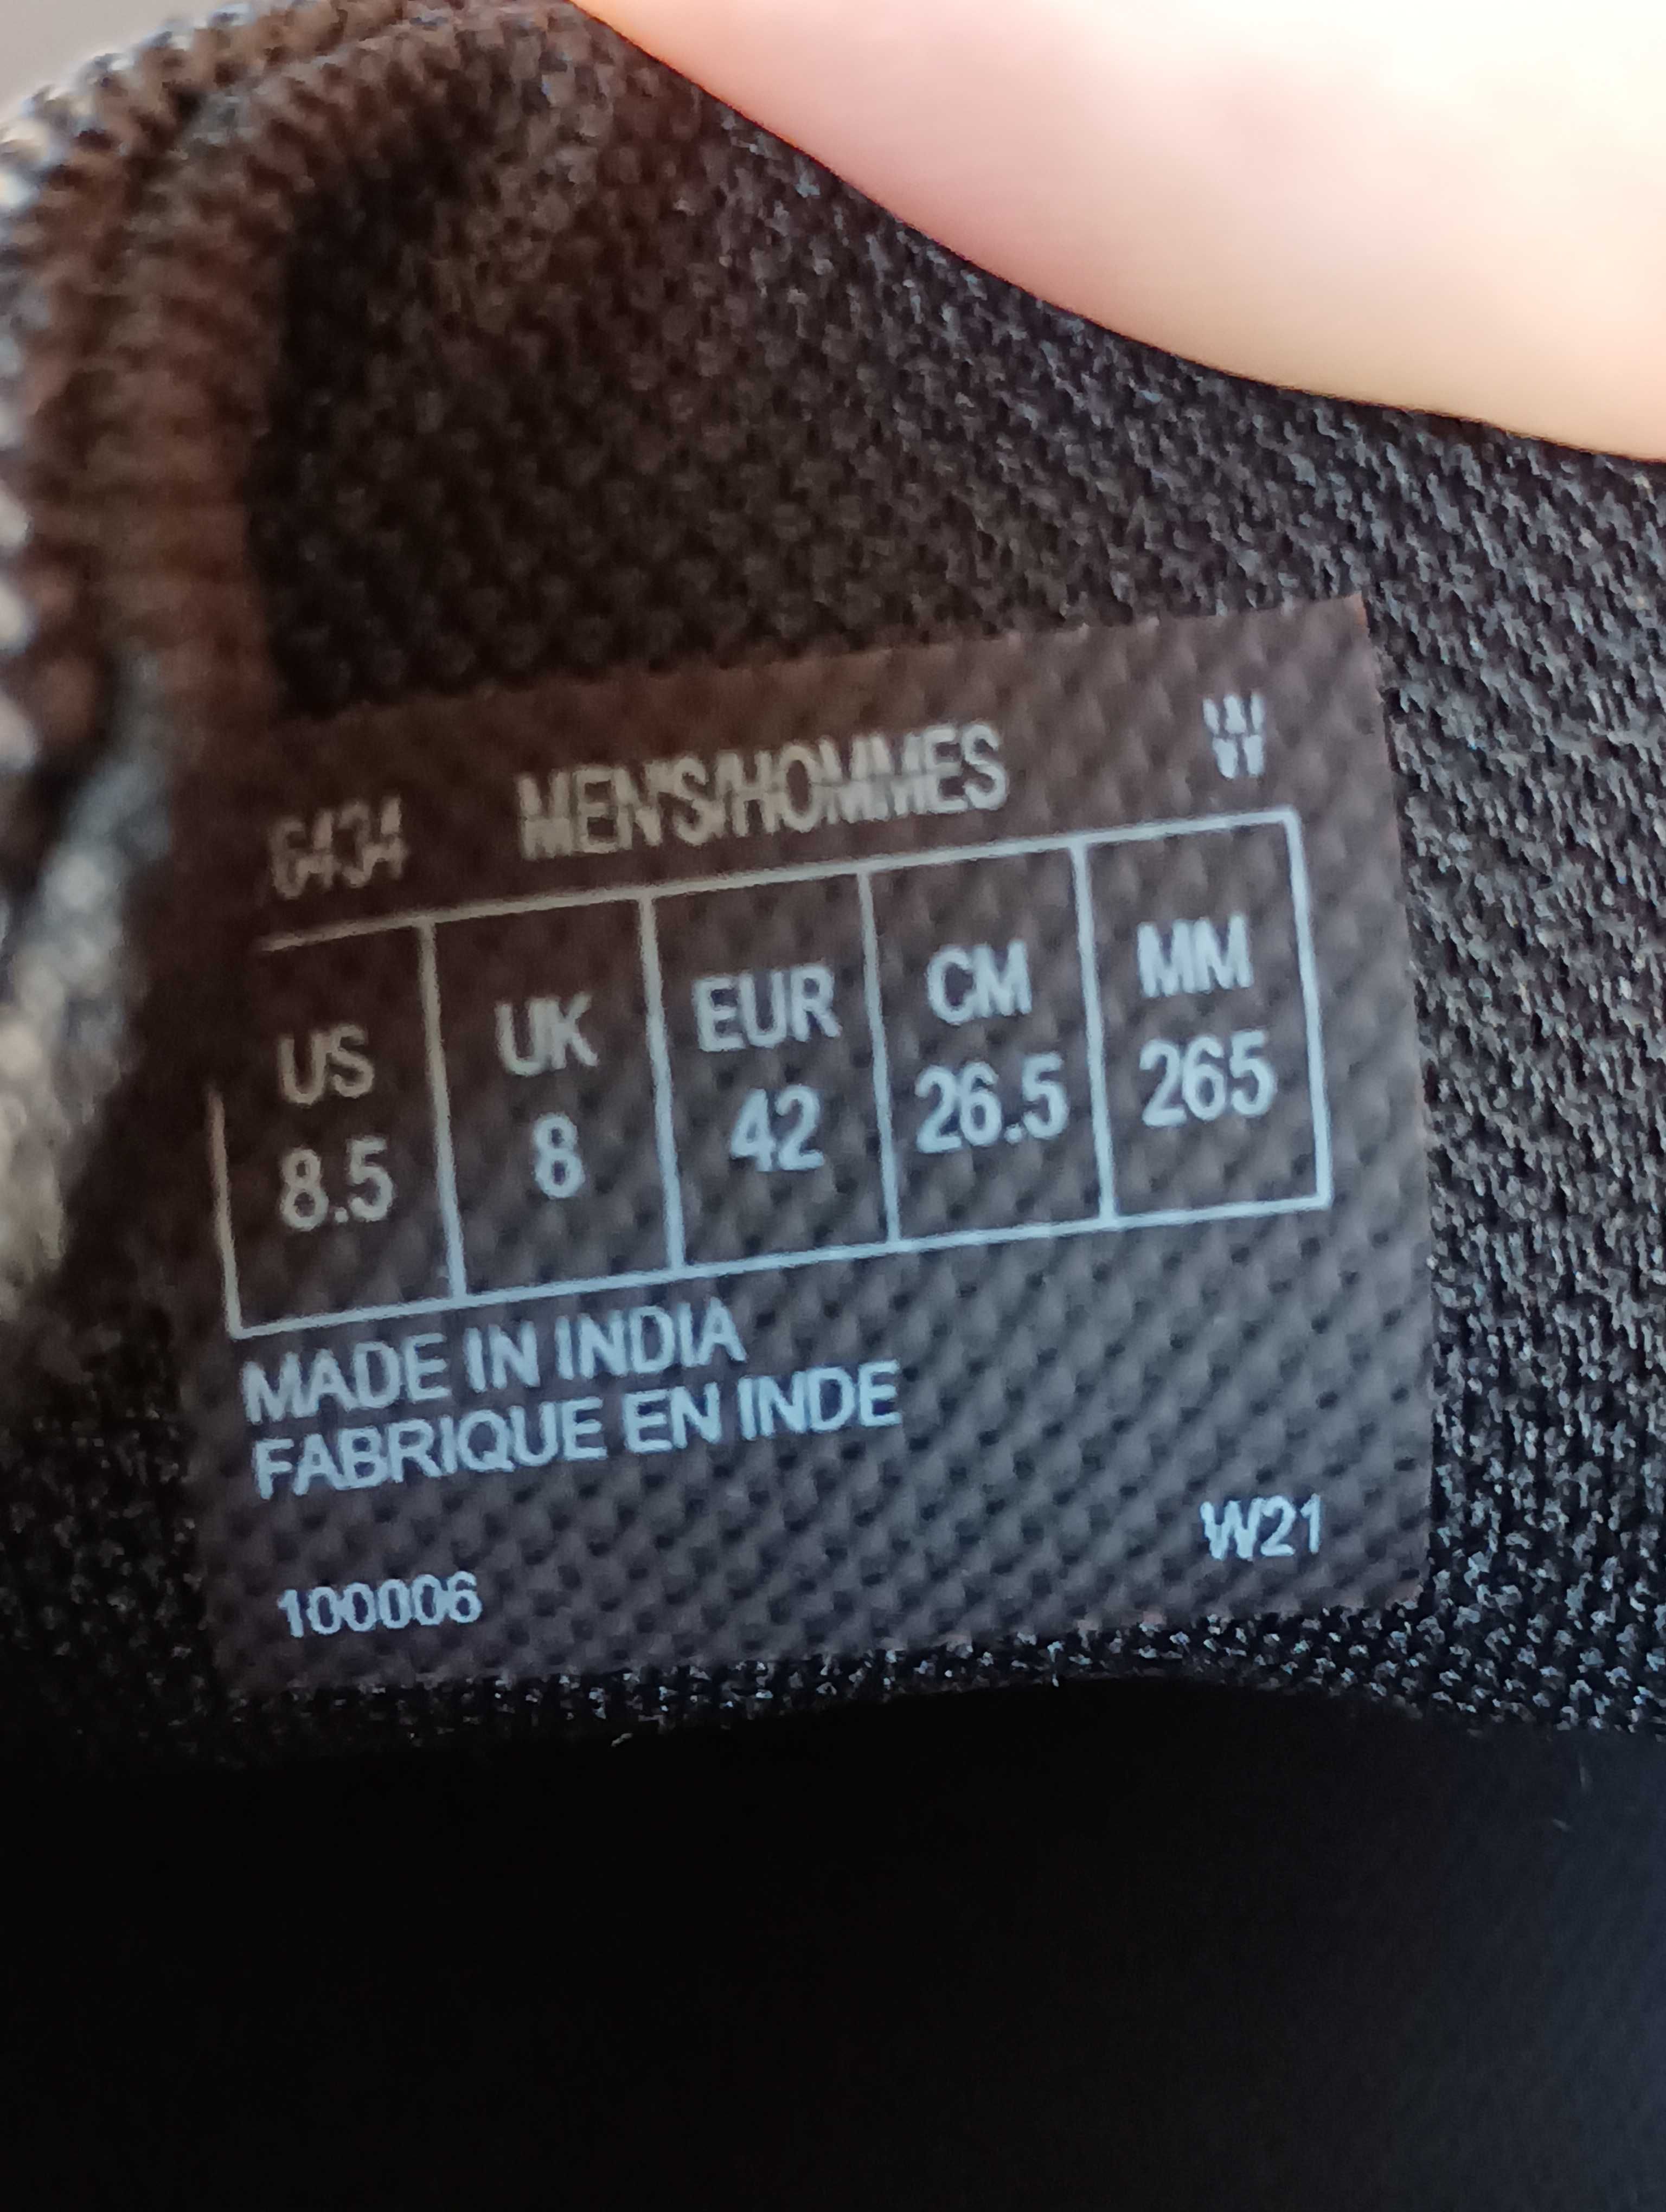 6434 MEN'S/HOMMES W
US UK EUR CM MM
8.5 8 42 26.5 265
MADE IN INDIA
FABRIQUE EN INDE
W21
100006